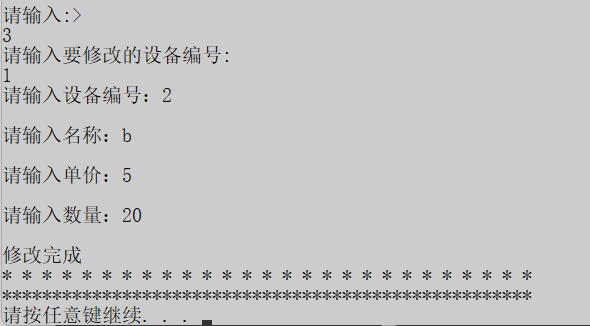 请输入:>
3
请输入要修改的设备编号:
1
请输入设备编号：2
请输入名称：b
请输入单价：5
请输入数量：20
修改完成
* * * * * * * * * * * * * * * * * * * * * * * * * * *
*****************************************************
请按任意键继续. . .